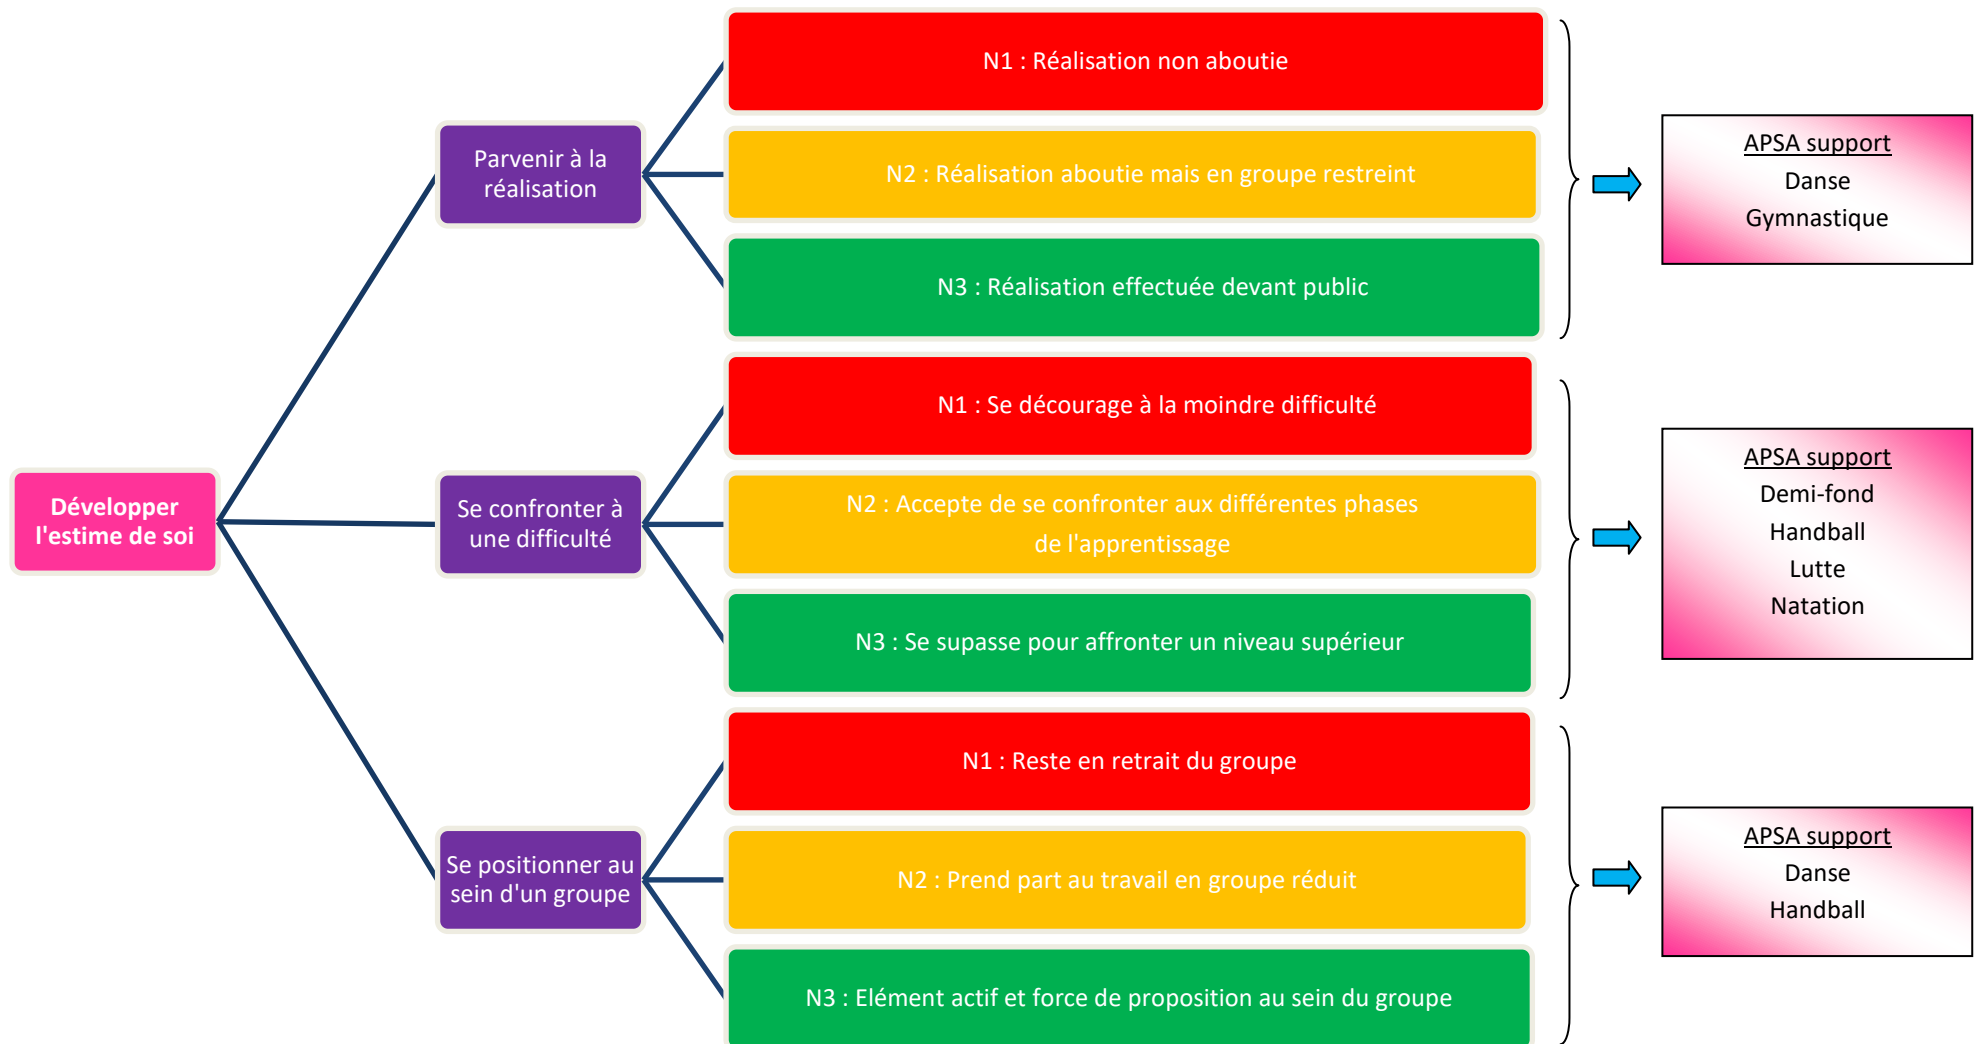 Développer
l'estime de soi
Parvenir à la
réalisation
N1 : Réalisation non aboutie
N2 : Réalisation aboutie mais en groupe restreint
N3 : Réalisation effectuée devant public
APSA support
Danse
Gymnastique
Se confronter à
une difficulté
N1 : Se décourage à la moindre difficulté
N2 : Accepte de se confronter aux différentes phases
de l'apprentissage
N3 : Se supasse pour affronter un niveau supérieur
APSA support
Demi-fond
Handball
Lutte
Natation
Se positionner au
sein d'un groupe
N1 : Reste en retrait du groupe
N2 : Prend part au travail en groupe réduit
N3 : Elément actif et force de proposition au sein du groupe
APSA support
Danse
Handball